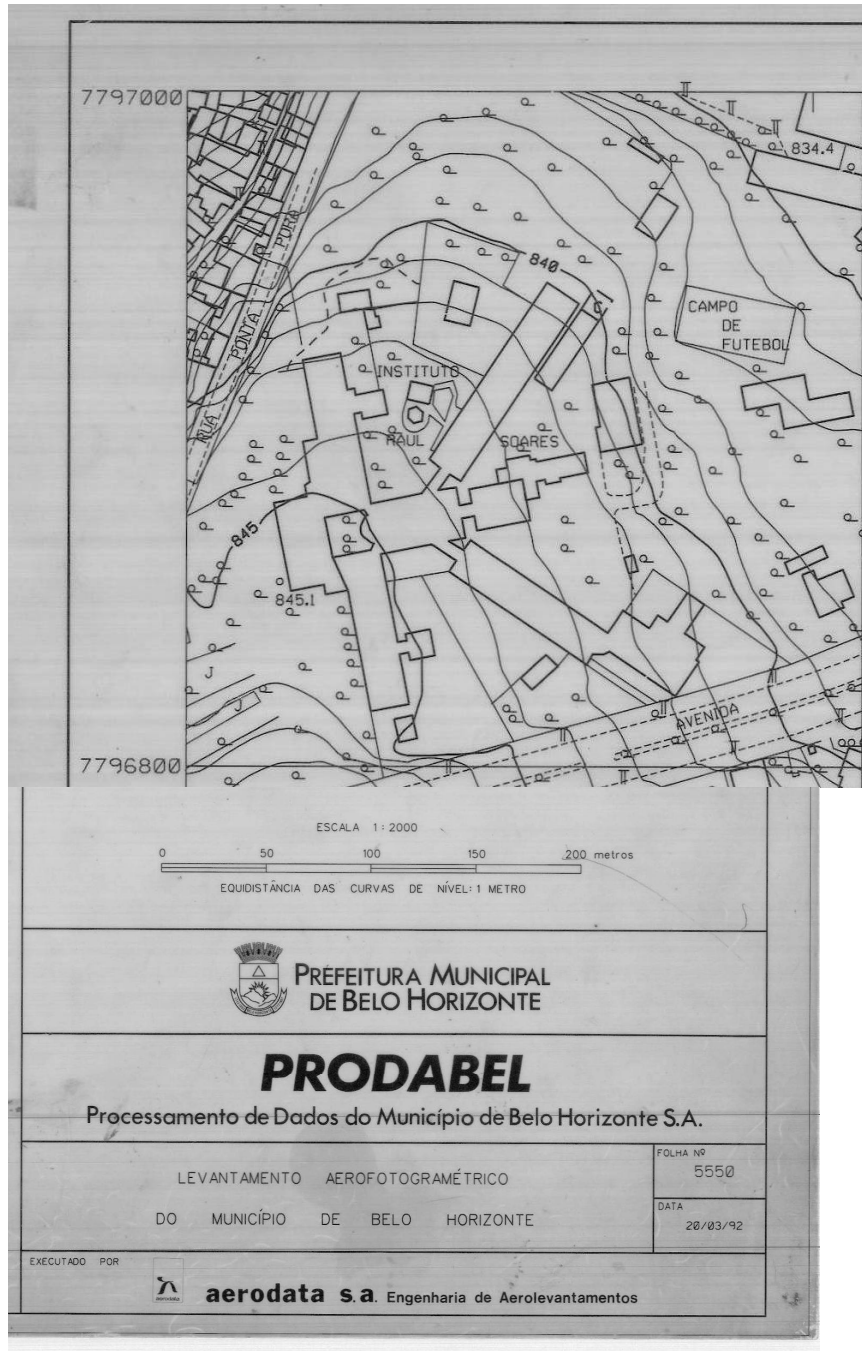 7797000
834.4
RUA PONTA PORA
840
C
CAMPO
DE
FUTEBOL
INSTITUTO
RAUL SOARES
845
845.1
J
J
AVENIDA
7796800
ESCALA 1:2000
0 50 100 150 200 metros
EQUIDISTÂNCIA DAS CURVAS DE NÍVEL: 1 METRO
PREFEITURA MUNICIPAL
DE BELO HORIZONTE
PRODABEL
Processamento de Dados do Município de Belo Horizonte S.A.
LEVANTAMENTO AEROFOTOGRAMÉTRICO
DO MUNICÍPIO DE BELO HORIZONTE
FOLHA Nº
5550
DATA
20/03/92
EXECUTADO POR
aerodata
aerodata s.a. Engenharia de Aerolevantamentos